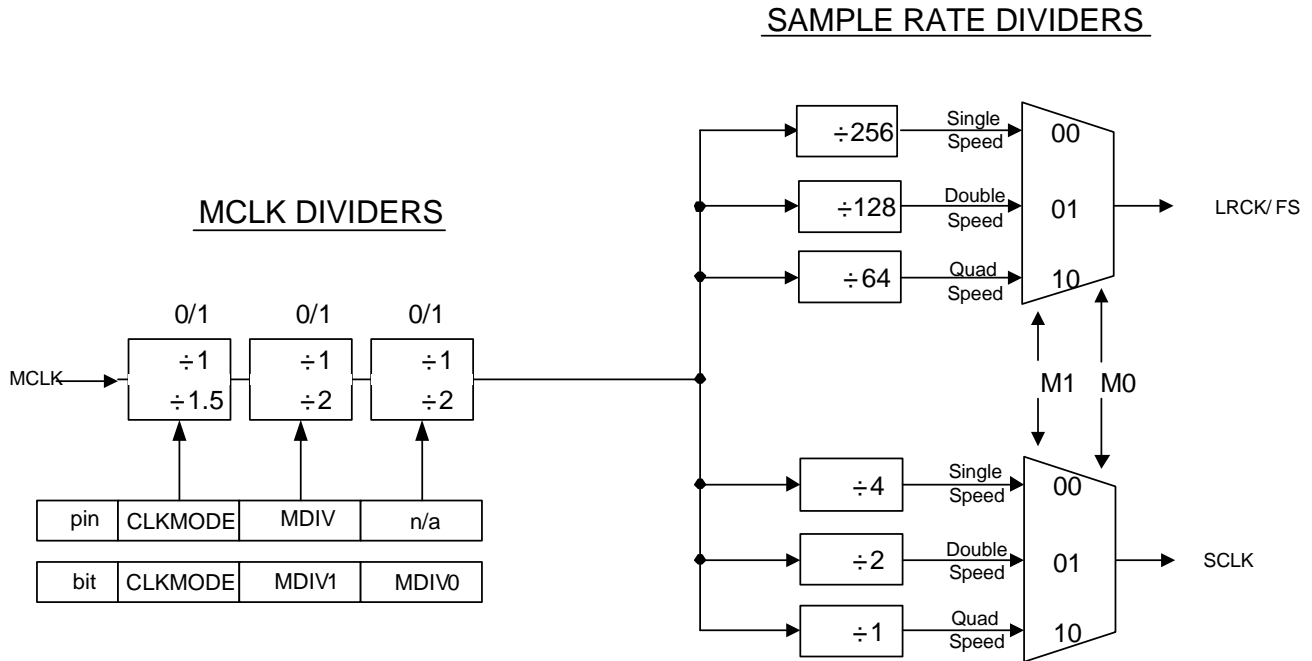 SAMPLE RATE DIVIDERS
÷256
Single
Speed
00
MCLK DIVIDERS
÷128
Double
Speed
01
LRCK/ FS
÷64
Quad
Speed
10
0/1
0/1
0/1
MCLK
÷1
÷1.5
÷1
÷2
÷1
÷2
M1
M0
÷4
Single
Speed
00
pin
CLKMODE
MDIV
n/a
÷2
Double
Speed
01
SCLK
bit
CLKMODE
MDIV1
MDIV0
÷1
Quad
Speed
10